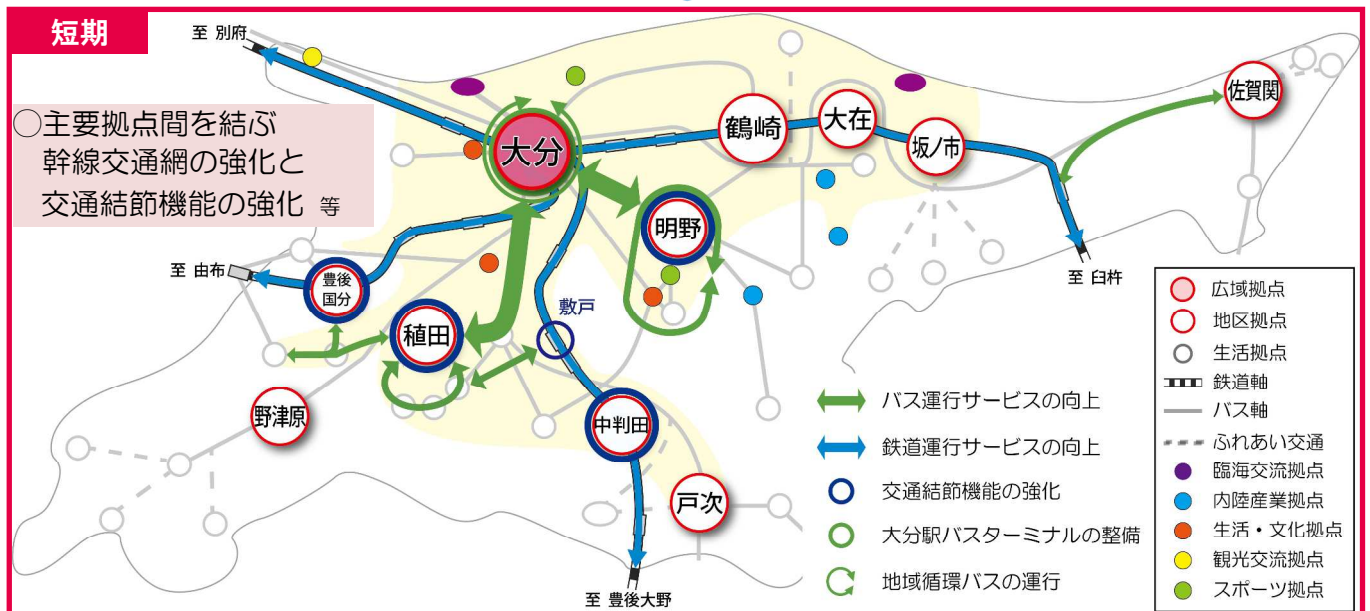 短期
至 別府
○主要拠点間を結ぶ
幹線交通網の強化と
交通結節機能の強化 等
大分
鶴崎
大在
坂ノ市
佐賀関
明野
至 由布
豊後
国分
敷戸
至 臼杵
稙田
野津原
中判田
戸次
至 豊後大野
バス運行サービスの向上
鉄道運行サービスの向上
交通結節機能の強化
大分駅バスターミナルの整備
地域循環バスの運行
広域拠点
地区拠点
生活拠点
鉄道軸
バス軸
ふれあい交通
臨海交流拠点
内陸産業拠点
生活・文化拠点
観光交流拠点
スポーツ拠点